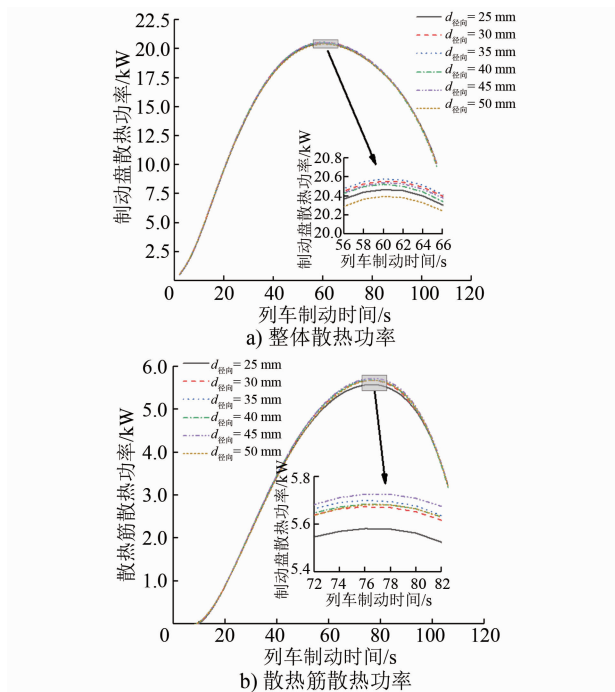 制动盘散热功率/kW
25.0
22.5
20.0
17.5
15.0
12.5
10.0
7.5
5.0
2.5
0
20
40
60
80
100
120
列车制动时间/s
d径向= 25 mm
d径向= 30 mm
d径向= 35 mm
d径向= 40 mm
d径向= 45 mm
d径向= 50 mm
制动盘散热功率/kW
20.8
20.6
20.4
20.2
20.0
56 58 60 62 64 66
列车制动时间/s
a) 整体散热功率
散热筋散热功率/kW
6.0
5.0
4.0
3.0
2.0
1.0
0
20
40
60
80
100
120
列车制动时间/s
d径向= 25 mm
d径向= 30 mm
d径向= 35 mm
d径向= 40 mm
d径向= 45 mm
d径向= 50 mm
制动盘散热功率/kW
5.8
5.6
5.4
72 74 76 78 80 82
列车制动时间/s
b) 散热筋散热功率